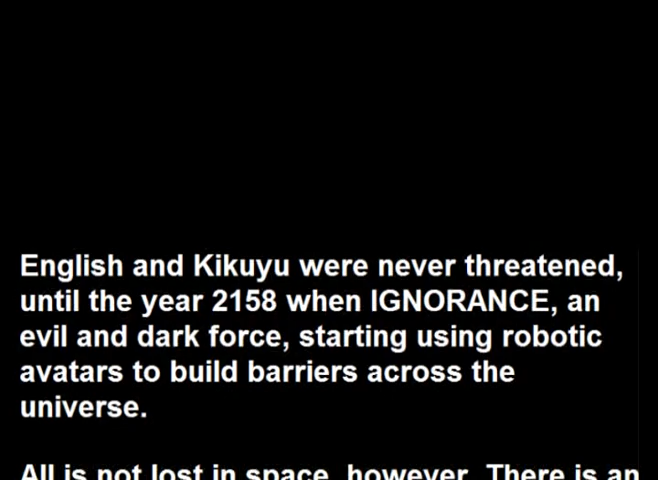 English and Kikuyu were never threatened,
until the year 2158 when IGNORANCE, an
evil and dark force, starting using robotic
avatars to build barriers across the
universe.
All is not lost in space, however. There is an